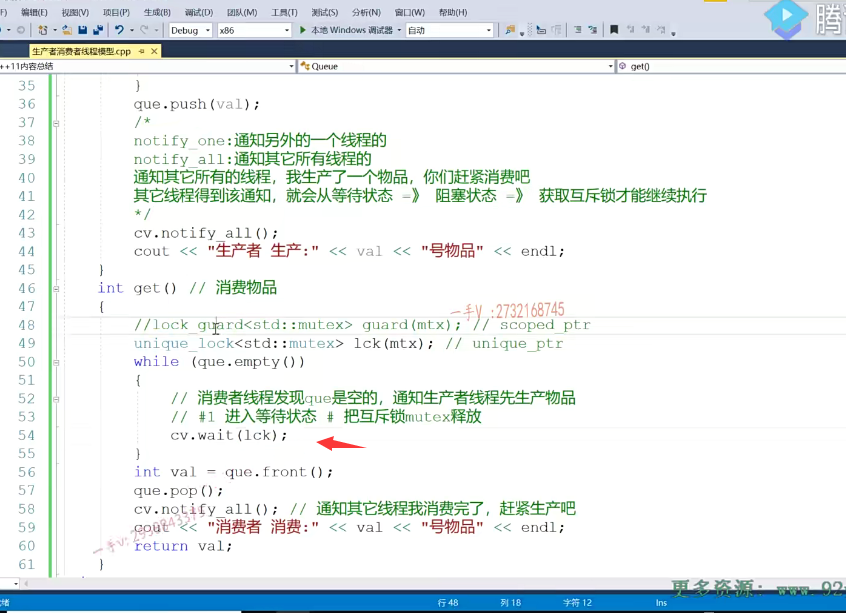 编辑(E) 视图(V) 项目(P) 生成(B) 调试(D) 团队(M) 工具(T) 测试(S) 分析(N) 窗口(W) 帮助(H)
Debug x86 本地 Windows 调试器 自动
腾
生产者消费者线程模型.cpp
++11内容总结 Queue get()
35 }
36 que.push(val);
37 /*
38 notify_one:通知另外的一个线程的
39 notify_all:通知其它所有线程的
40 通知其它所有的线程，我生产了一个物品，你们赶紧消费吧
41 其它线程得到该通知，就会从等待状态 =》 阻塞状态 =》 获取互斥锁才能继续执行
42 */
43 cv.notify_all();
44 cout << "生产者 生产:" << val << "号物品" << endl;
45 }
46 int get() // 消费物品
47 {
一手V :2732168745
48 //lock_guard<std::mutex> guard(mtx); // scoped_ptr
49 unique_lock<std::mutex> lck(mtx); // unique_ptr
50 while (que.empty())
51 {
52 // 消费者线程发现que是空的，通知生产者线程先生产物品
53 // #1 进入等待状态 # 把互斥锁mutex释放
54 cv.wait(lck);
55 }
56 int val = que.front();
57 que.pop();
58 cv.notify_all(); // 通知其它线程我消费完了，赶紧生产吧
59 cout << "消费者 消费:" << val << "号物品" << endl;
60 return val;
61 }
更多资源: www.92
行 48 列 18 字符 12 Ins